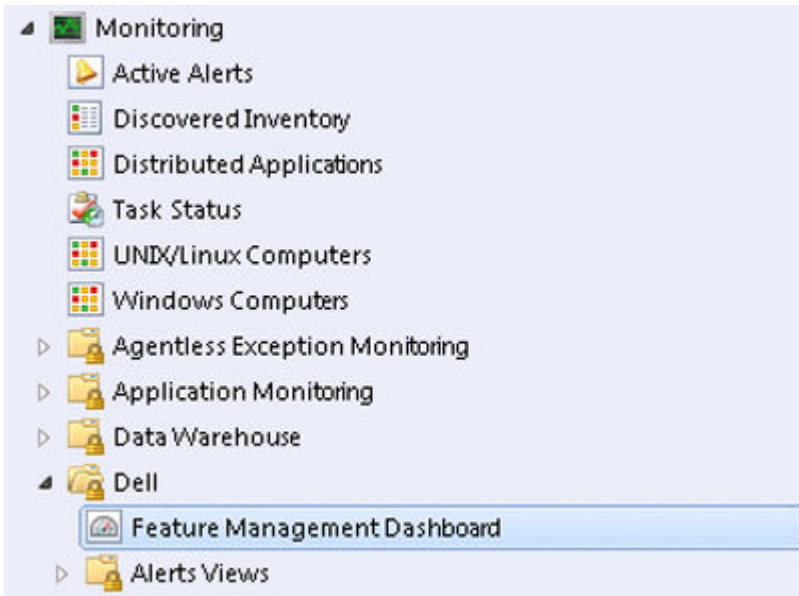 Monitoring
Active Alerts
Discovered Inventory
Distributed Applications
Task Status
UNIX/Linux Computers
Windows Computers
Agentless Exception Monitoring
Application Monitoring
Data Warehouse
Dell
Feature Management Dashboard
Alerts Views